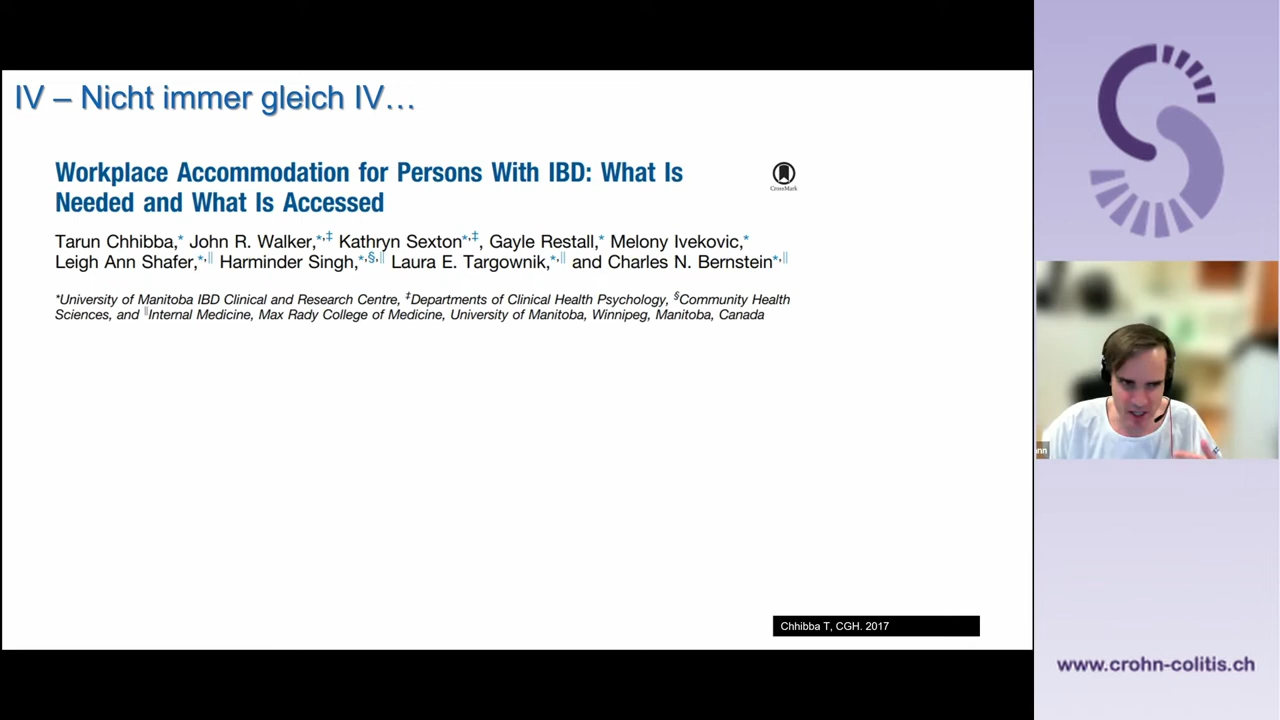 IV – Nicht immer gleich IV…
Workplace Accommodation for Persons With IBD: What Is
Needed and What Is Accessed
CrossMark
Tarun Chhibba,* John R. Walker,*,‡ Kathryn Sexton*,‡, Gayle Restall,* Melony Ivekovic,*
Leigh Ann Shafer,*,‖ Harminder Singh,*,§,‖ Laura E. Targownik,*,‖ and Charles N. Bernstein*,‖
*University of Manitoba IBD Clinical and Research Centre, ‡Departments of Clinical Health Psychology, §Community Health
Sciences, and ‖Internal Medicine, Max Rady College of Medicine, University of Manitoba, Winnipeg, Manitoba, Canada
Chhibba T, CGH. 2017
www.crohn-colitis.ch